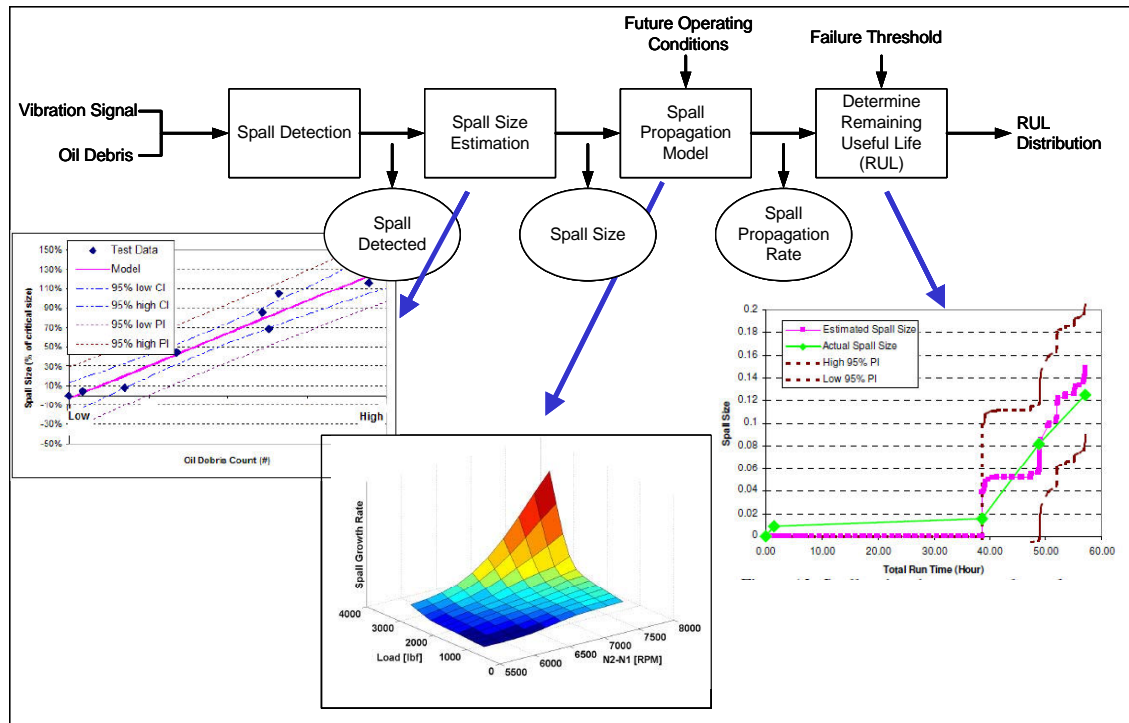 Future Operating
Conditions
Failure Threshold
Vibration Signal
Oil Debris
Spall Detection
Spall Size
Estimation
Spall
Propagation
Model
Determine
Remaining
Useful Life
(RUL)
RUL
Distribution
Spall
Detected
Spall Size
Spall
Propagation
Rate
Spall Size (% of critical size)
150%
130%
110%
90%
70%
50%
30%
10%
-10%
-30%
-50%
Test Data
Model
95% low CI
95% high CI
95% low PI
95% high PI
Low
High
Oil Debris Count (#)
Spall Growth Rate
4000
3000
2000
1000
0
Load [lbf]
5500
6000
6500
7000
7500
8000
N2-N1 [RPM]
Spall Size
0.2
0.18
0.16
0.14
0.12
0.1
0.08
0.06
0.04
0.02
0
Estimated Spall Size
Actual Spall Size
High 95% PI
Low 95% PI
0.00
10.00
20.00
30.00
40.00
50.00
60.00
Total Run Time (Hour)